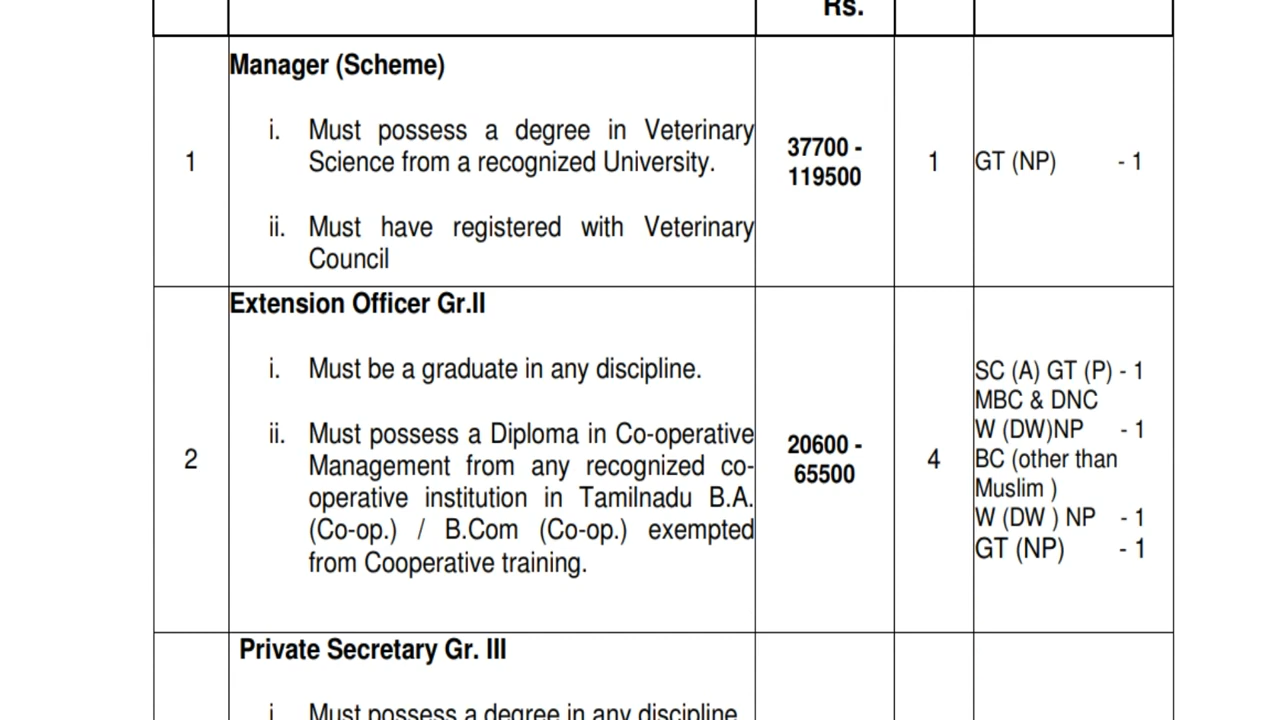 Rs.
Manager (Scheme)
i. Must possess a degree in Veterinary
Science from a recognized University.
ii. Must have registered with Veterinary
Council
1
37700 -
119500
1
GT (NP) - 1
Extension Officer Gr.II
i. Must be a graduate in any discipline.
ii. Must possess a Diploma in Co-operative
Management from any recognized co-
operative institution in Tamilnadu B.A.
(Co-op.) / B.Com (Co-op.) exempted
from Cooperative training.
2
20600 -
65500
4
SC (A) GT (P) - 1
MBC & DNC
W (DW)NP - 1
BC (other than
Muslim )
W (DW ) NP - 1
GT (NP) - 1
Private Secretary Gr. III
i. Must possess a degree in any discipline